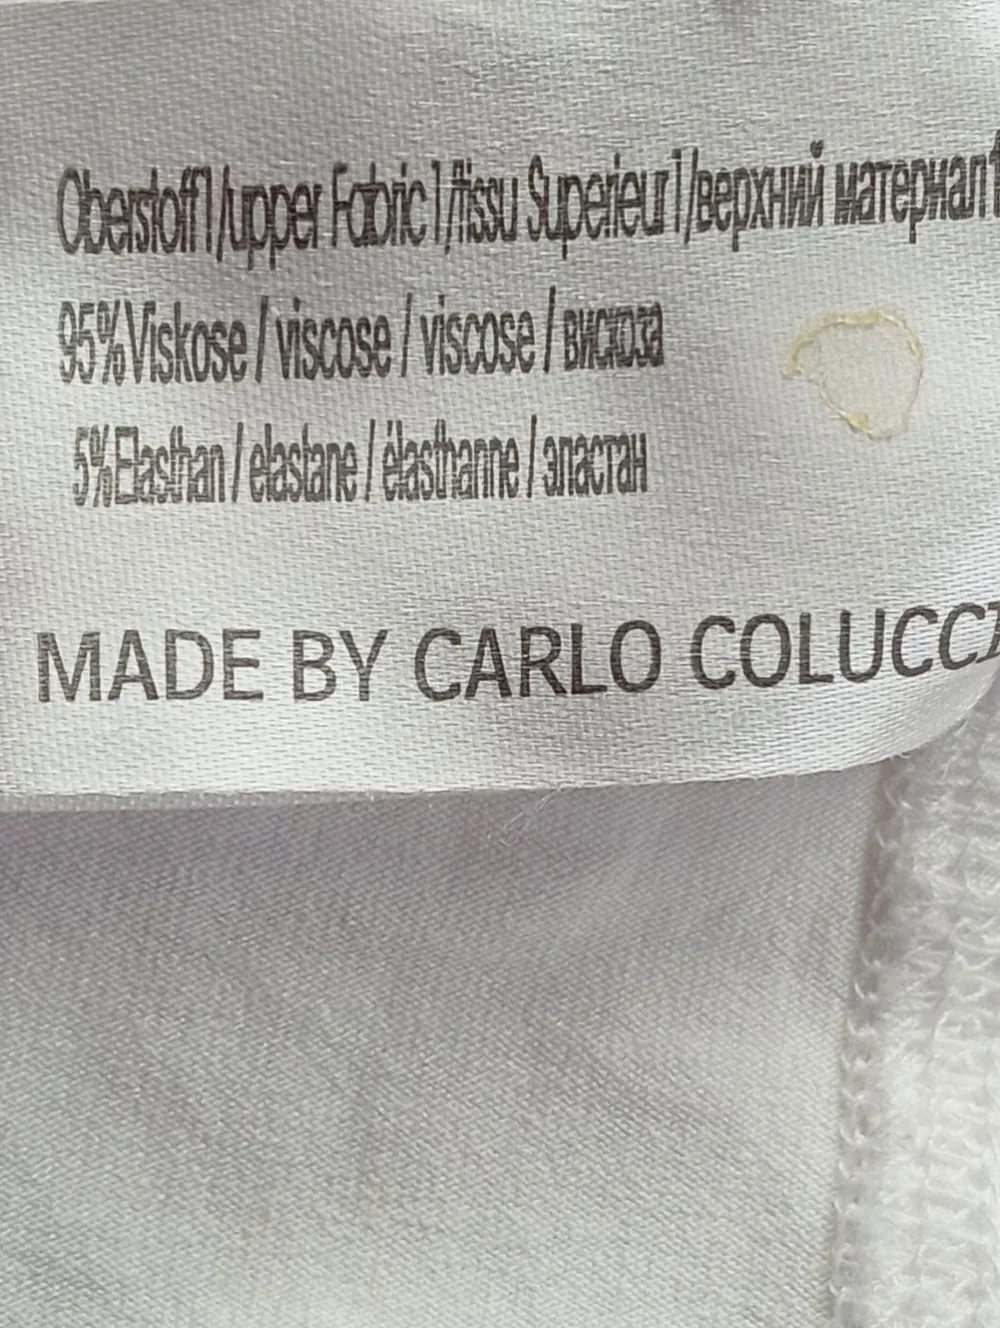 Oberstoff1/upper Fabric 1/tissu Superieur 1/верхний материал 1
95%Viskose / viscose / viscose / вискоза
5%Elasthan / elastane / élasthanne / эластан
MADE BY CARLO COLUCCI